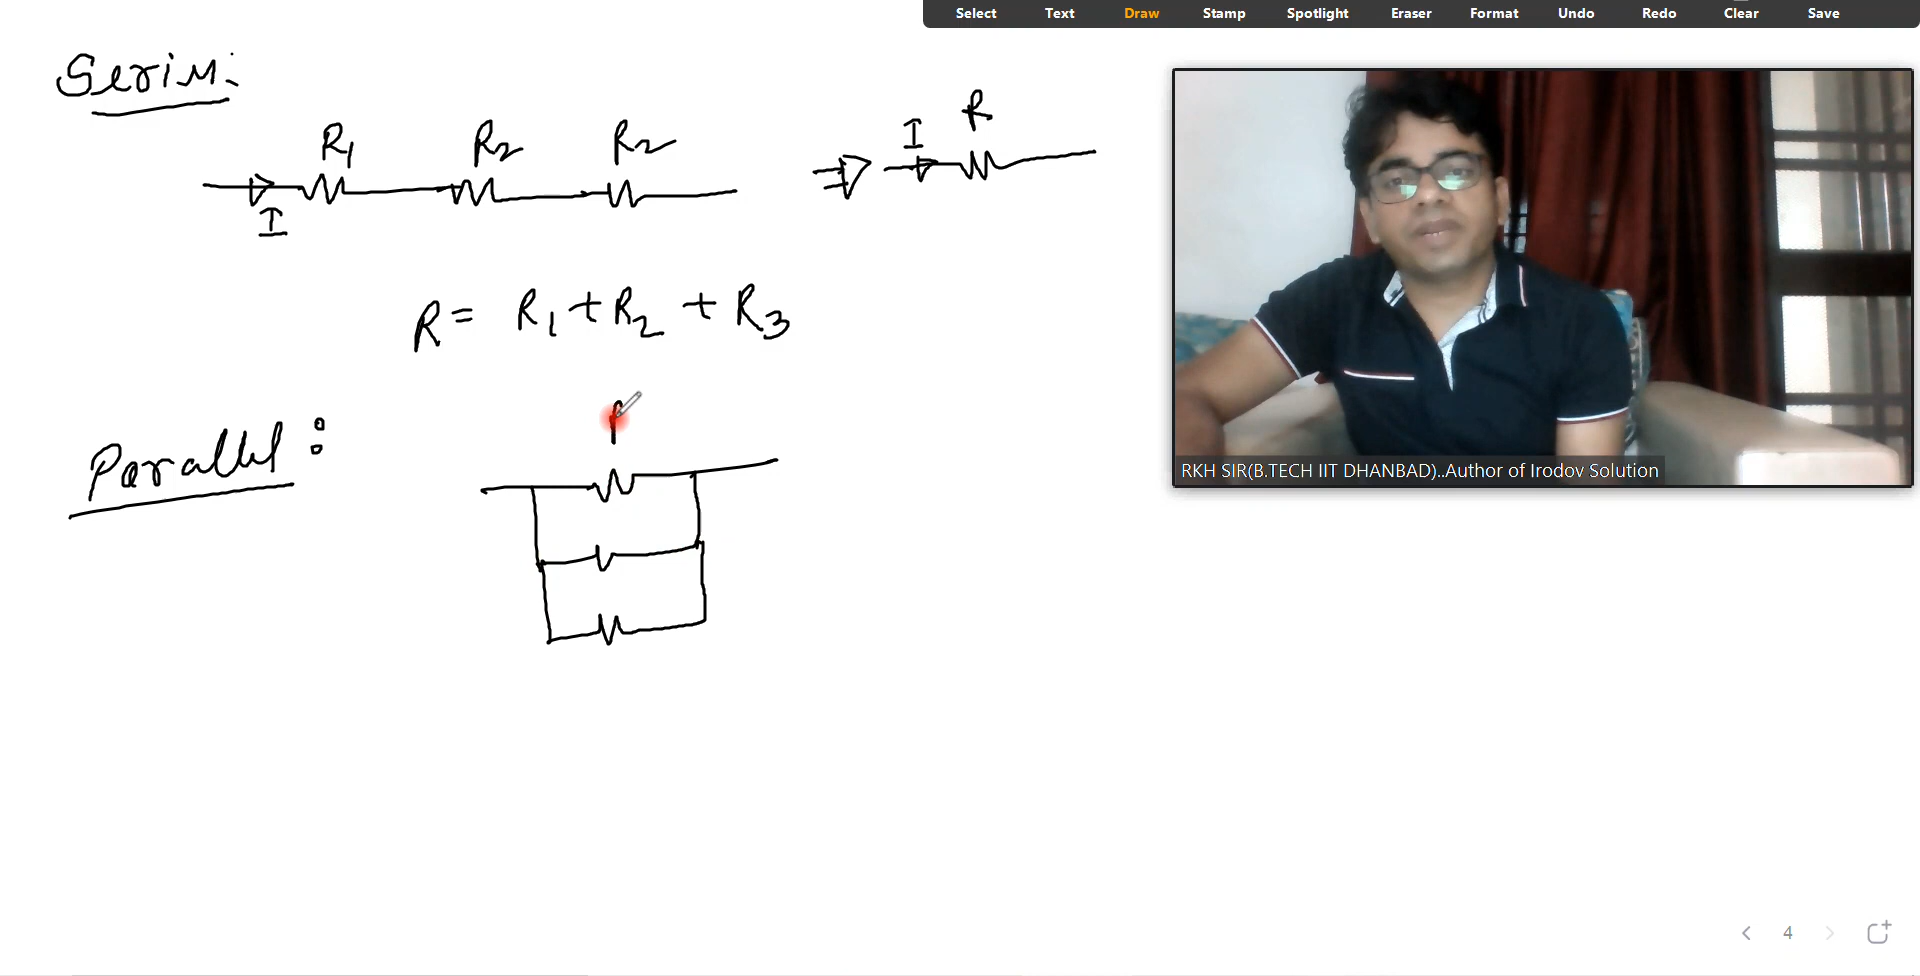 Select Text Draw Stamp Spotlight Eraser Format Undo Redo Clear Save
Series:
R1 R2 R2
I
I R
R = R1 + R2 + R3
Parallel:
RKH SIR(B.TECH IIT DHANBAD)..Author of Irodov Solution
4